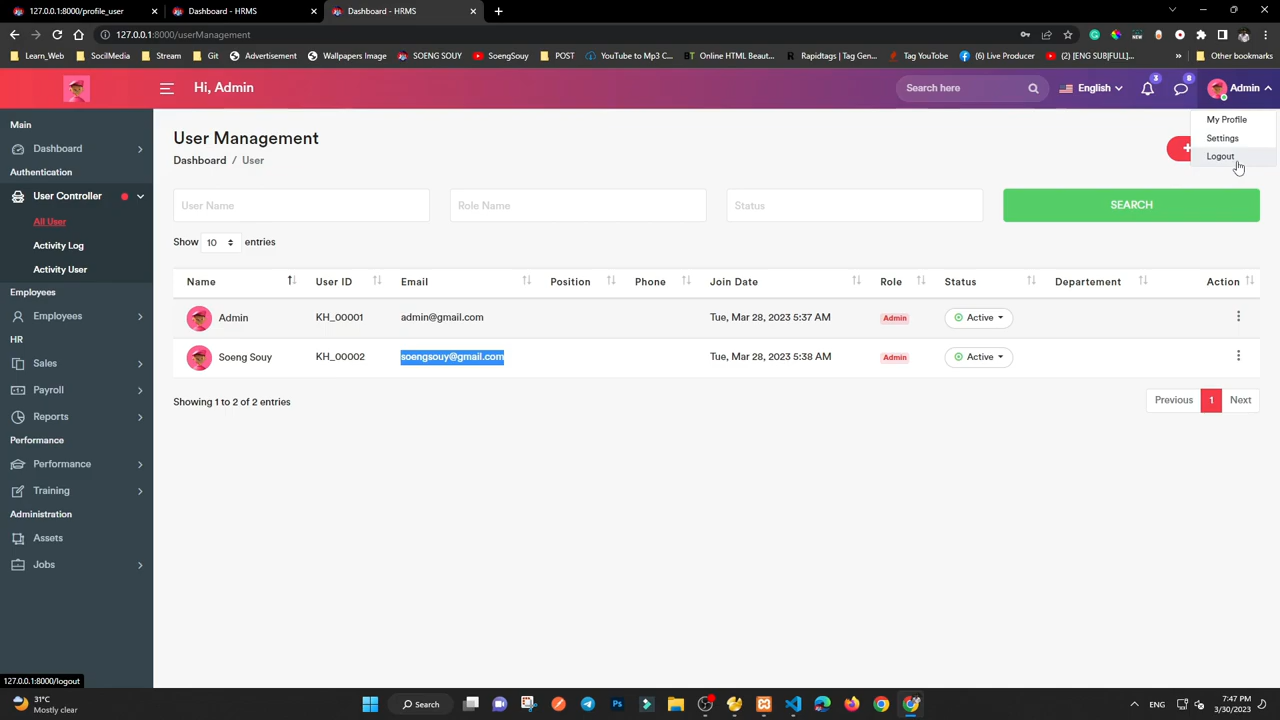 127.0.0.1:8000/profile_user
Dashboard - HRMS
Dashboard - HRMS
127.0.0.1:8000/userManagement
Learn_Web
SocilMedia
Stream
Git
Advertisement
Wallpapers Image
SOENG SOUY
SoengSouy
POST
YouTube to Mp3 C...
Online HTML Beaut...
Rapidtags | Tag Gen...
Tag YouTube
(6) Live Producer
(2) [ENG SUB|FULL]...
»
Other bookmarks
Hi, Admin
Search here
English
3
8
Admin
Main
Dashboard
Authentication
User Controller
All User
Activity Log
Activity User
Employees
Employees
HR
Sales
Payroll
Reports
Performance
Performance
Training
Administration
Assets
Jobs
User Management
Dashboard / User
+
My Profile
Settings
Logout
User Name
Role Name
Status
SEARCH
Show 10 entries
Name User ID Email Position Phone Join Date Role Status Departement Action
Admin KH_00001 admin@gmail.com Tue, Mar 28, 2023 5:37 AM Admin Active
Soeng Souy KH_00002 soengsouy@gmail.com Tue, Mar 28, 2023 5:38 AM Admin Active
Showing 1 to 2 of 2 entries
Previous 1 Next
127.0.0.1:8000/logout
31°C
Mostly clear
Search
ENG
7:47 PM
3/30/2023